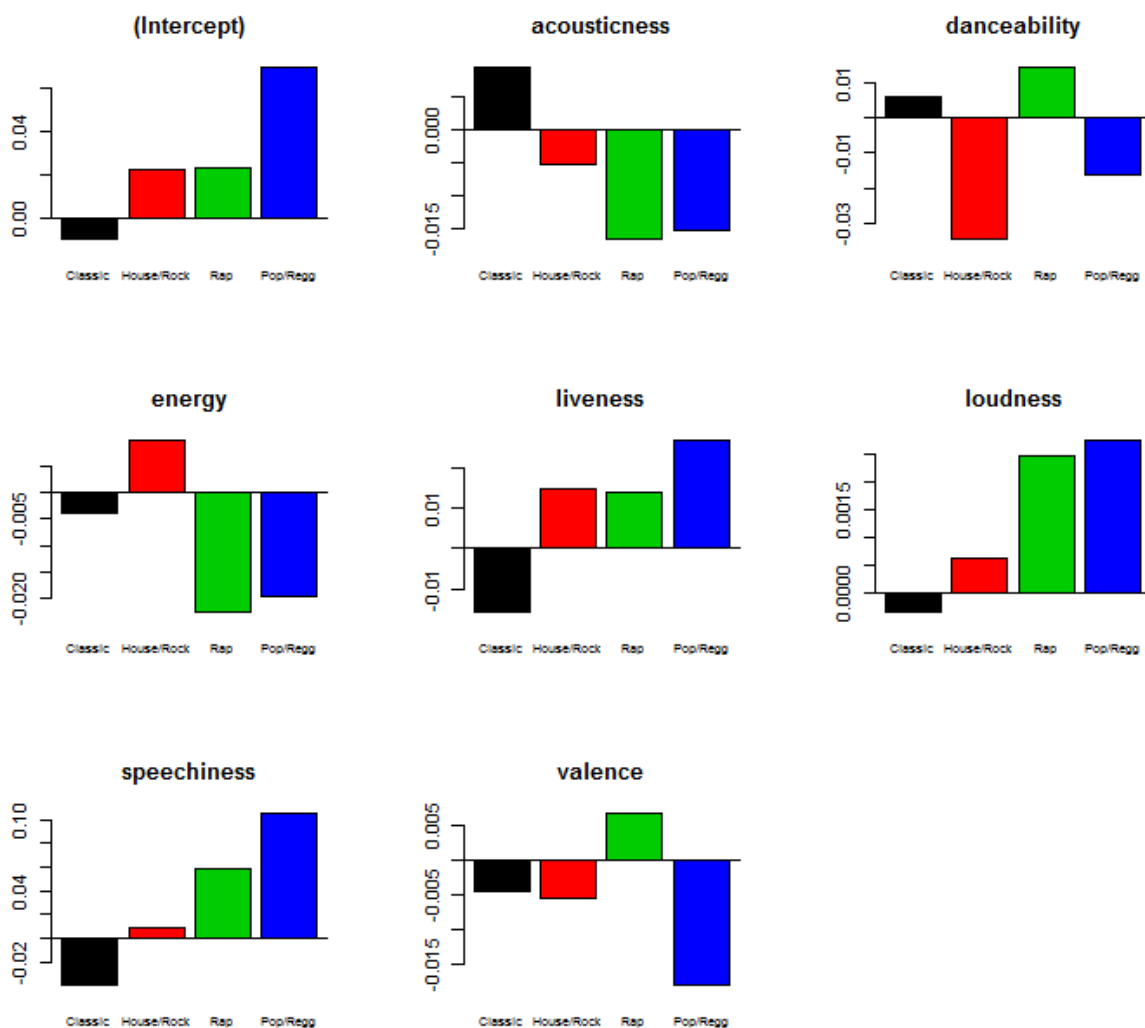 (Intercept)
0.04
0.00
Classic House/Rock Rap Pop/Regg
acousticness
0.000
-0.015
Classic House/Rock Rap Pop/Regg
danceability
0.01
-0.01
-0.03
Classic House/Rock Rap Pop/Regg
energy
-0.005
-0.020
Classic House/Rock Rap Pop/Regg
liveness
0.01
-0.01
Classic House/Rock Rap Pop/Regg
loudness
0.0015
0.0000
Classic House/Rock Rap Pop/Regg
speechiness
0.10
0.04
-0.02
Classic House/Rock Rap Pop/Regg
valence
0.005
-0.005
-0.015
Classic House/Rock Rap Pop/Regg